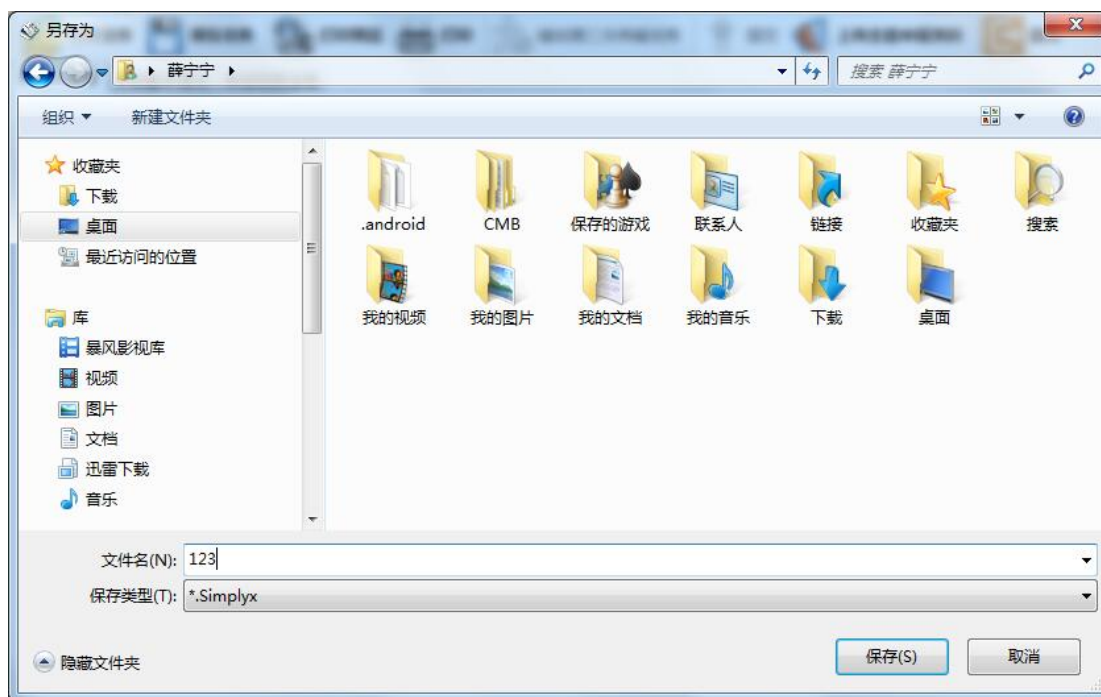 另存为
薛宁宁
搜索 薛宁宁
组织 新建文件夹
收藏夹
下载
桌面
最近访问的位置
库
暴风影视库
视频
图片
文档
迅雷下载
音乐
.android CMB 保存的游戏 联系人 链接 收藏夹 搜索
我的视频 我的图片 我的文档 我的音乐 下载 桌面
文件名(N): 123
保存类型(T): *.Simplyx
隐藏文件夹 保存(S) 取消